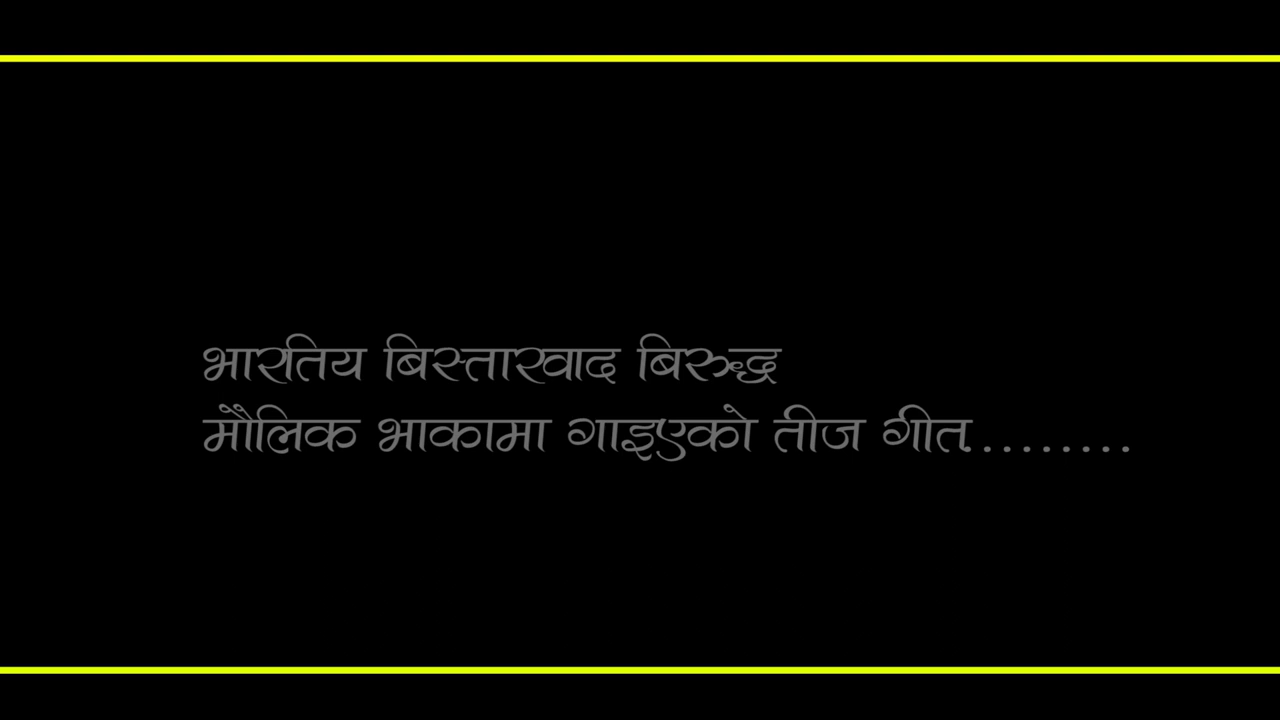 भारतिय बिस्तारवाद बिरुद्ध
मौलिक भाकामा गाइएको तीज गीत.........